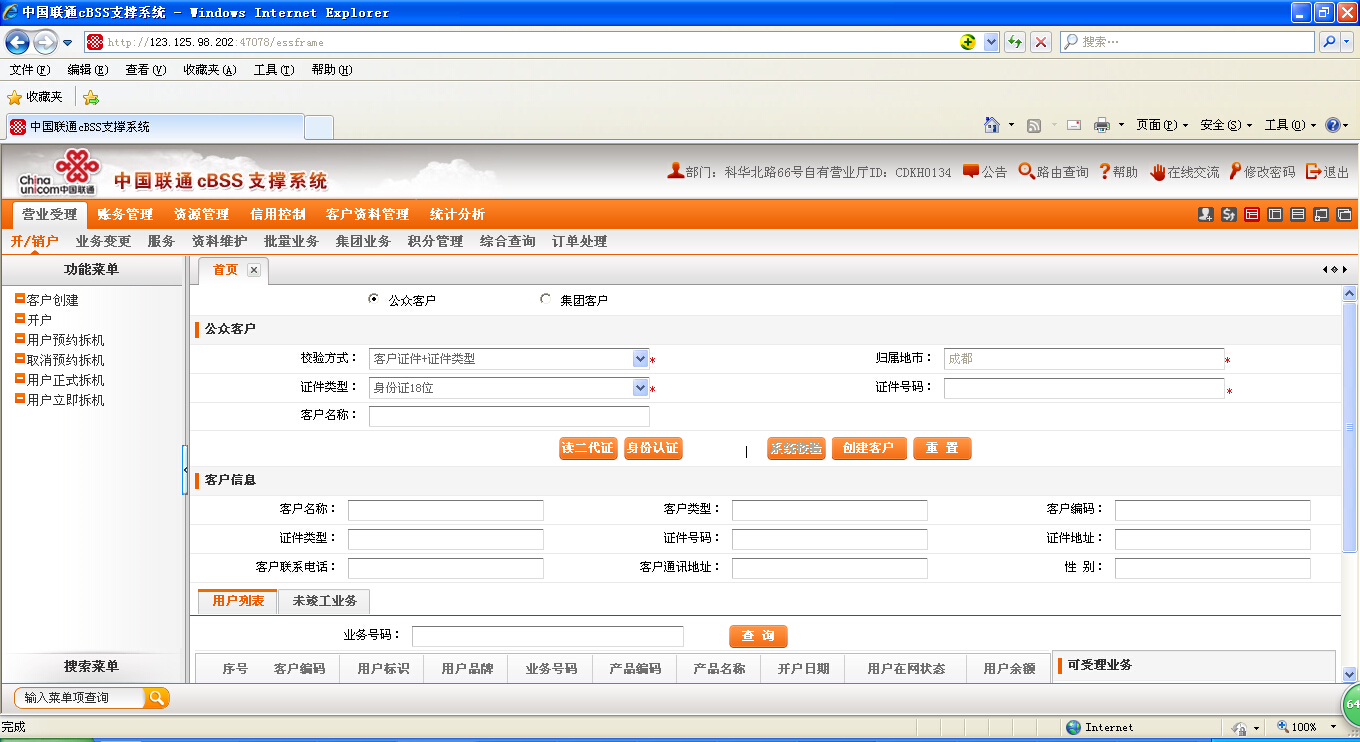 中国联通cBSS支撑系统 - Windows Internet Explorer
http://123.125.98.202:47078/essframe
搜索…
文件(F) 编辑(E) 查看(V) 收藏夹(A) 工具(T) 帮助(H)
收藏夹
中国联通cBSS支撑系统
页面(P) 安全(S) 工具(O)
China unicom中国联通
中国联通 cBSS 支撑系统
部门: 科华北路66号自有营业厅ID: CDKH0134 公告 路由查询 帮助 在线交流 修改密码 退出
营业受理 账务管理 资源管理 信用控制 客户资料管理 统计分析
开/销户 业务变更 服务 资料维护 批量业务 集团业务 积分管理 综合查询 订单处理
功能菜单
首页
客户创建
开户
用户预约拆机
取消预约拆机
用户正式拆机
用户立即拆机
公众客户 集团客户
公众客户
校验方式: 客户证件+证件类型 * 归属地市: 成都 *
证件类型: 身份证18位 * 证件号码: *
客户名称:
读二代证 身份认证 | 系统校验 创建客户 重 置
客户信息
客户名称: 客户类型: 客户编码:
证件类型: 证件号码: 证件地址:
客户联系电话: 客户通讯地址: 性 别:
用户列表 未竣工业务
业务号码: 查 询
序号 客户编码 用户标识 用户品牌 业务号码 产品编码 产品名称 开户日期 用户在网状态 用户余额
可受理业务
搜索菜单
输入菜单项查询
64
完成
Internet
100%